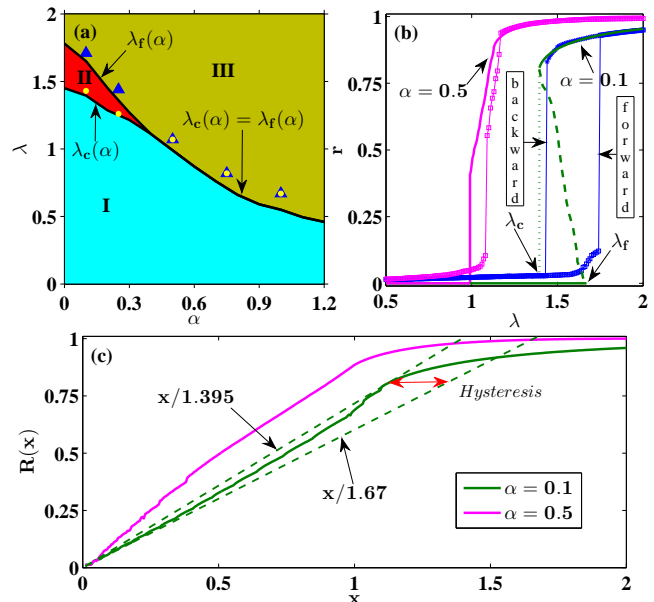 (a)
λf(α)
III
II
λc(α)
λc(α) = λf(α)
I
λ
2
1.5
1
0.5
0
0
0.3
0.6
0.9
1.2
α
(b)
α = 0.5
α = 0.1
backward
forward
λc
λf
r
1
0.75
0.5
0.25
0
0.5
1
1.5
2
λ
(c)
x/1.395
x/1.67
Hysteresis
α = 0.1
α = 0.5
R(x)
1
0.75
0.5
0.25
0
0
0.5
1
1.5
2
x